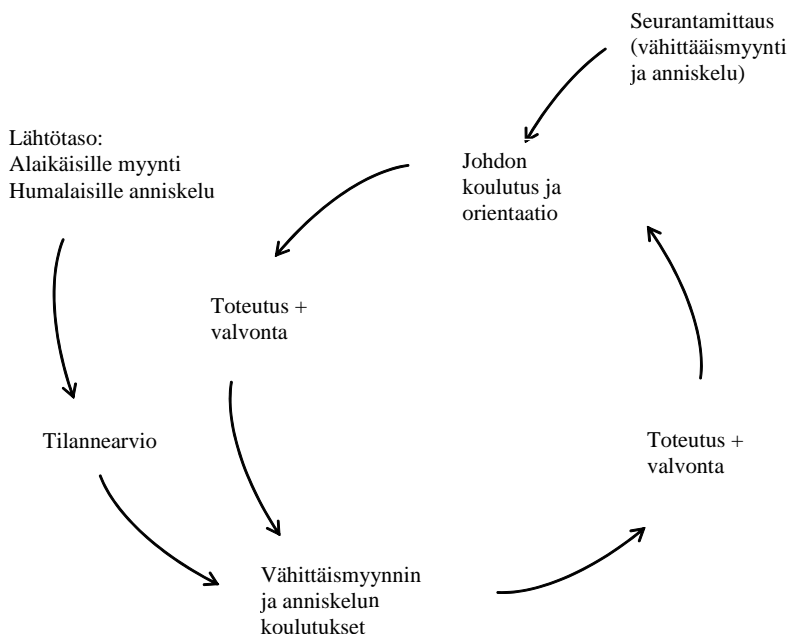 Seurantamittaus
(vähittääismyynti
ja anniskelu)
Lähtötaso:
Alaikäisille myynti
Humalaisille anniskelu
Johdon
koulutus ja
orientaatio
Toteutus +
valvonta
Tilannearvio
Toteutus +
valvonta
Vähittäismyynnin
ja anniskelun
koulutukset